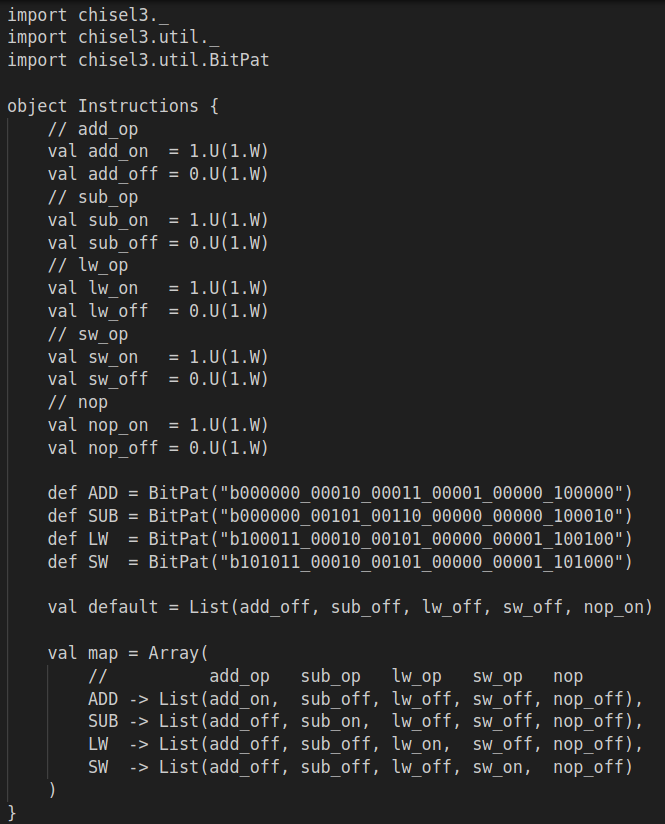 import chisel3._
import chisel3.util._
import chisel3.util.BitPat

object Instructions {
    // add_op
    val add_on  = 1.U(1.W)
    val add_off = 0.U(1.W)
    // sub_op
    val sub_on  = 1.U(1.W)
    val sub_off = 0.U(1.W)
    // lw_op
    val lw_on   = 1.U(1.W)
    val lw_off  = 0.U(1.W)
    // sw_op
    val sw_on   = 1.U(1.W)
    val sw_off  = 0.U(1.W)
    // nop
    val nop_on  = 1.U(1.W)
    val nop_off = 0.U(1.W)

    def ADD = BitPat("b000000_00010_00011_00001_00000_100000")
    def SUB = BitPat("b000000_00101_00110_00000_00000_100010")
    def LW  = BitPat("b100011_00010_00101_00000_00001_100100")
    def SW  = BitPat("b101011_00010_00101_00000_00001_101000")

    val default = List(add_off, sub_off, lw_off, sw_off, nop_on)

    val map = Array(
        //          add_op   sub_op   lw_op   sw_op   nop
        ADD -> List(add_on,  sub_off, lw_off, sw_off, nop_off),
        SUB -> List(add_off, sub_on,  lw_off, sw_off, nop_off),
        LW  -> List(add_off, sub_off, lw_on,  sw_off, nop_off),
        SW  -> List(add_off, sub_off, lw_off, sw_on,  nop_off)
    )
}